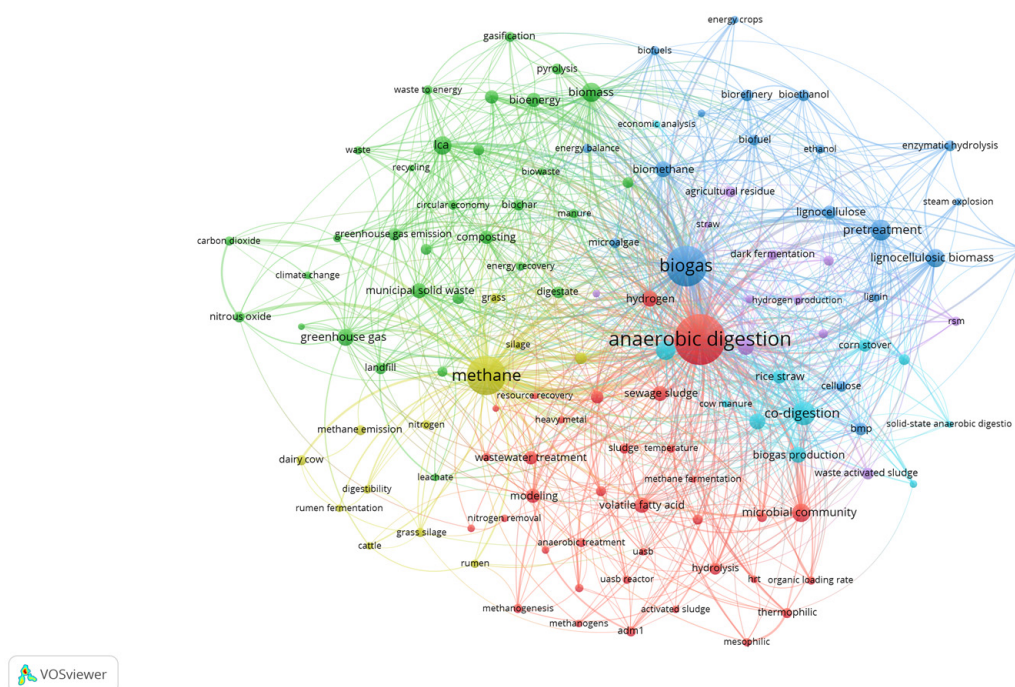 energy crops
gasification
biofuels
pyrolysis
waste to energy
biomass
bioenergy
biorefinery
bioethanol
economic analysis
lca
biofuel
enzymatic hydrolysis
waste
energy balance
ethanol
recycling
biowaste
biomethane
agricultural residue
steam explosion
circular economy
biochar
manure
lignocellulose
straw
greenhouse gas emission
composting
microalgae
pretreatment
carbon dioxide
dark fermentation
lignocellulosic biomass
climate change
energy recovery
biogas
municipal solid waste
grass
digestate
hydrogen
hydrogen production
lignin
nitrous oxide
rsm
greenhouse gas
anaerobic digestion
silage
corn stover
landfill
methane
rice straw
cellulose
resource recovery
sewage sludge
cow manure
co-digestion
methane emission
nitrogen
heavy metal
bmp
solid-state anaerobic digestio
dairy cow
wastewater treatment
sludge
temperature
biogas production
leachate
methane fermentation
waste activated sludge
digestibility
modeling
rumen fermentation
volatile fatty acid
microbial community
nitrogen removal
grass silage
cattle
anaerobic treatment
uasb
rumen
hydrolysis
uasb reactor
hrt
organic loading rate
methanogenesis
activated sludge
thermophilic
methanogens
adm1
mesophilic
VOSviewer